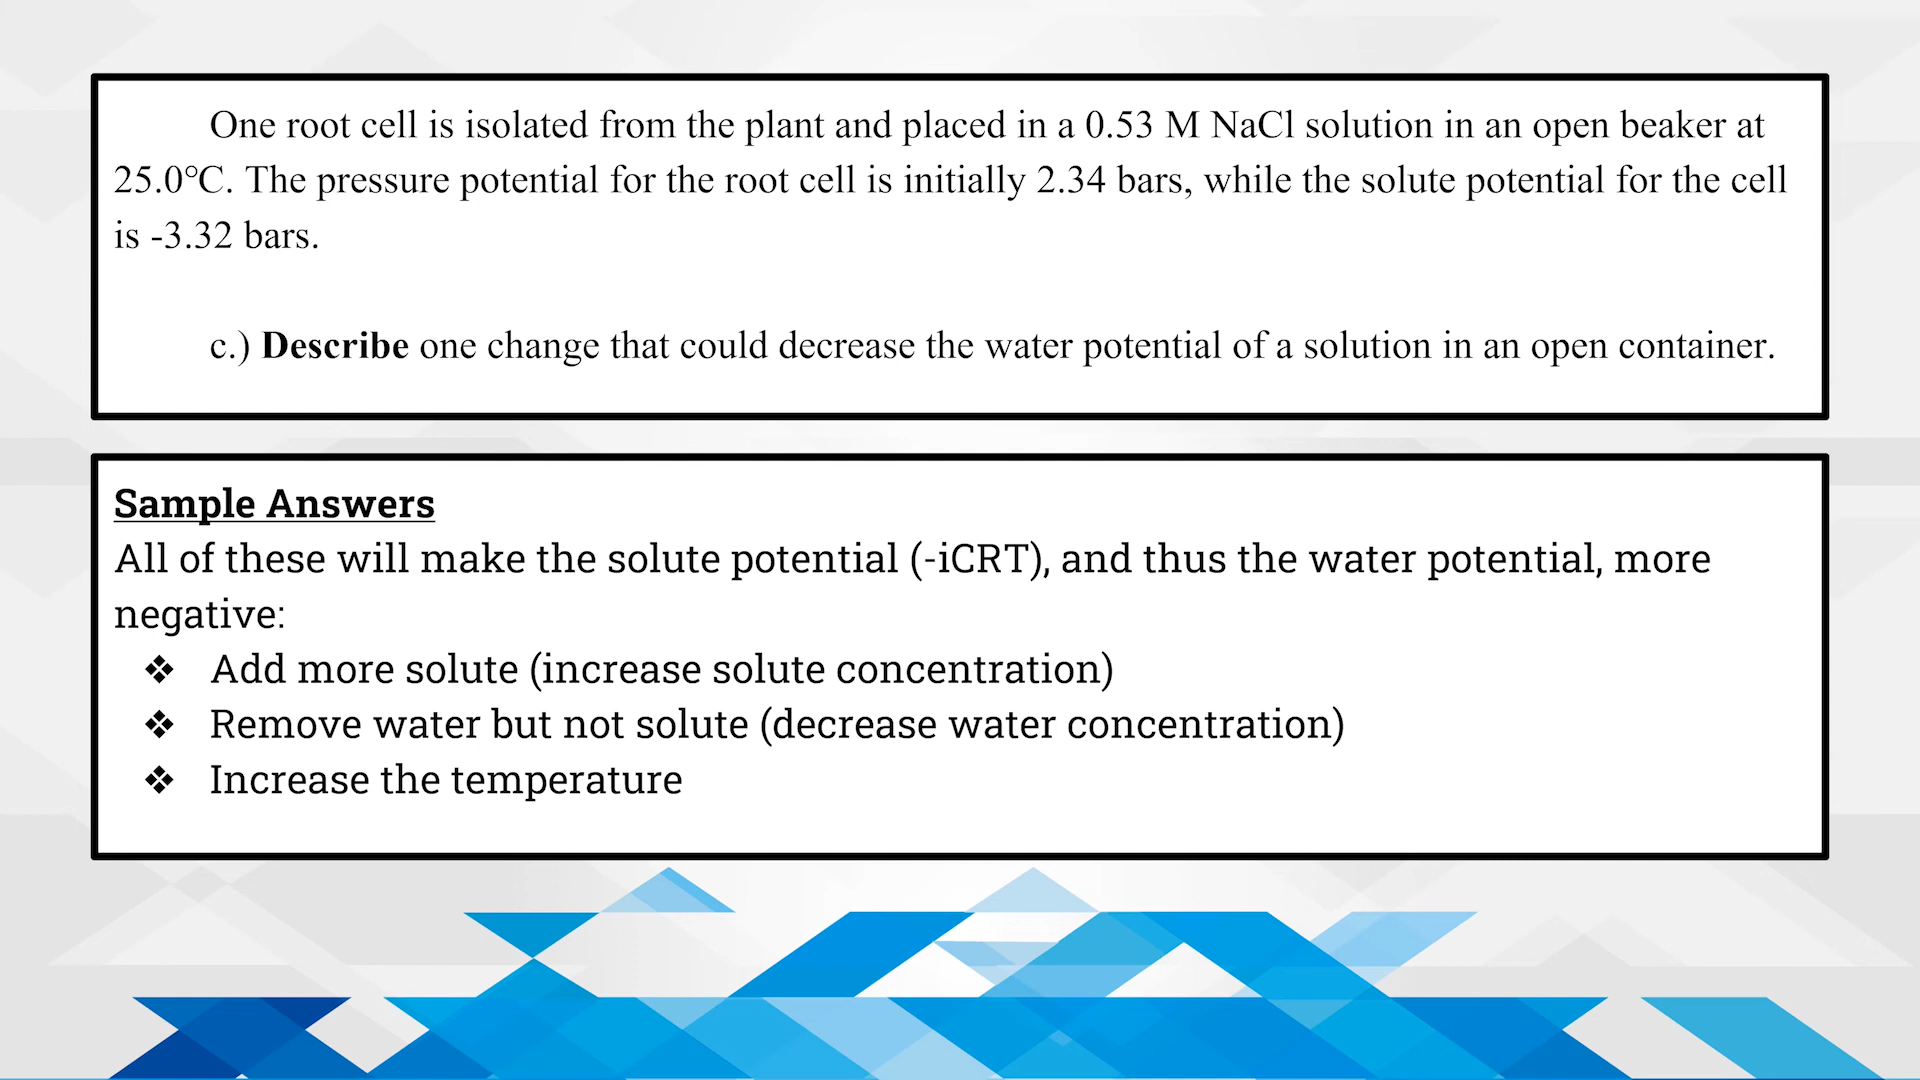 One root cell is isolated from the plant and placed in a 0.53 M NaCl solution in an open beaker at
25.0°C. The pressure potential for the root cell is initially 2.34 bars, while the solute potential for the cell
is -3.32 bars.
c.) Describe one change that could decrease the water potential of a solution in an open container.
Sample Answers
All of these will make the solute potential (-iCRT), and thus the water potential, more
negative:
❖ Add more solute (increase solute concentration)
❖ Remove water but not solute (decrease water concentration)
❖ Increase the temperature